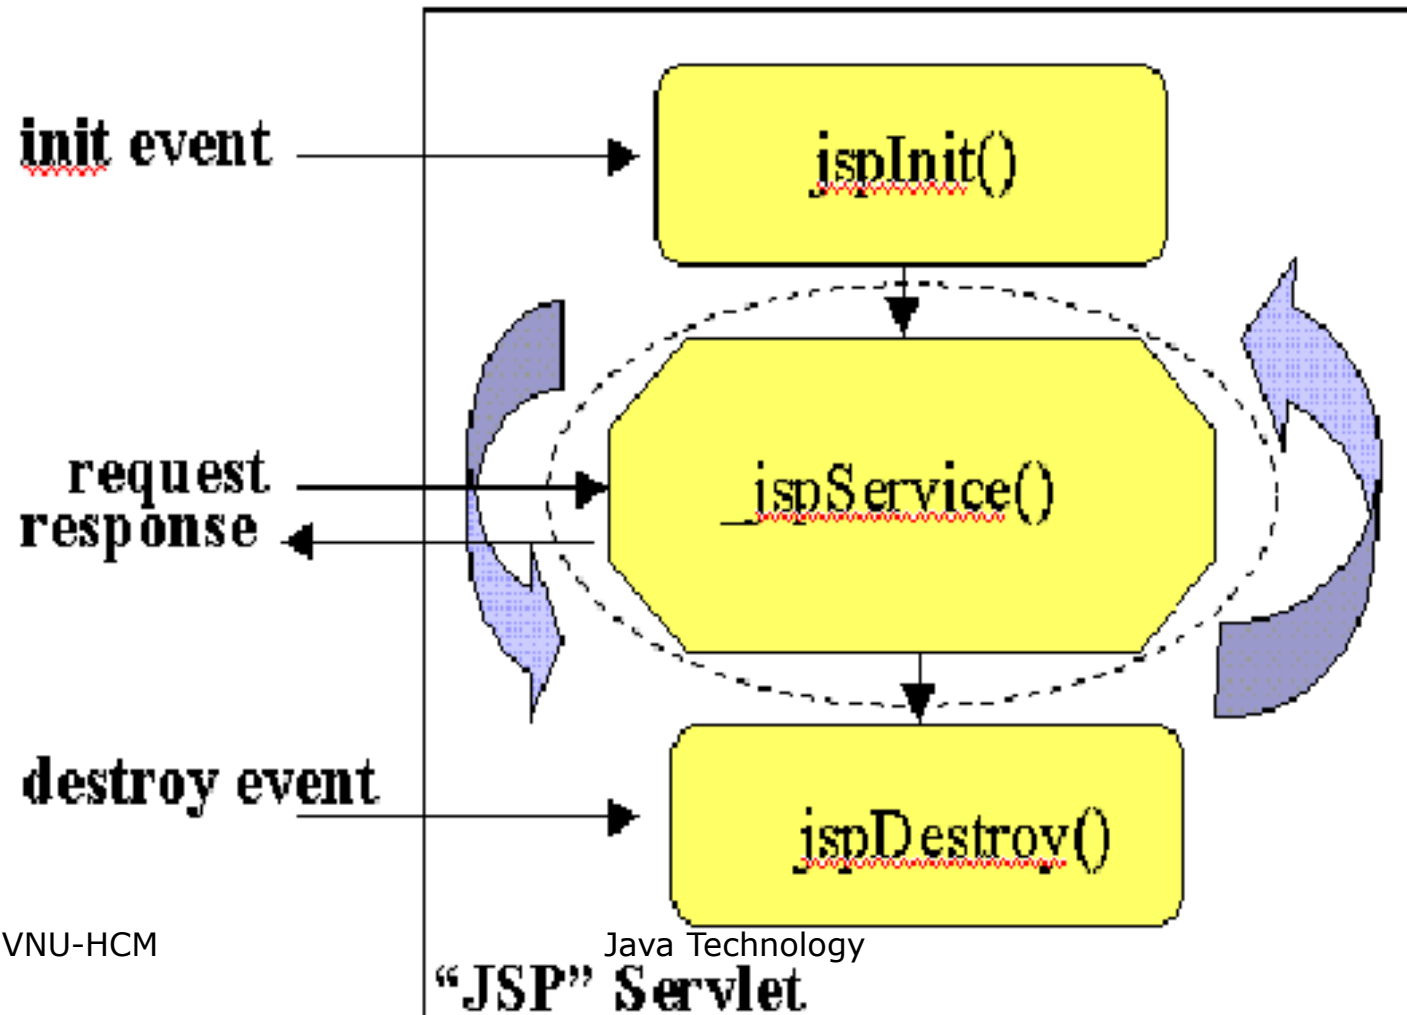 init event
jspInit()
request
response
_jspService()
destroy event
jspDestroy()
VNU-HCM
Java Technology
“JSP” Servlet